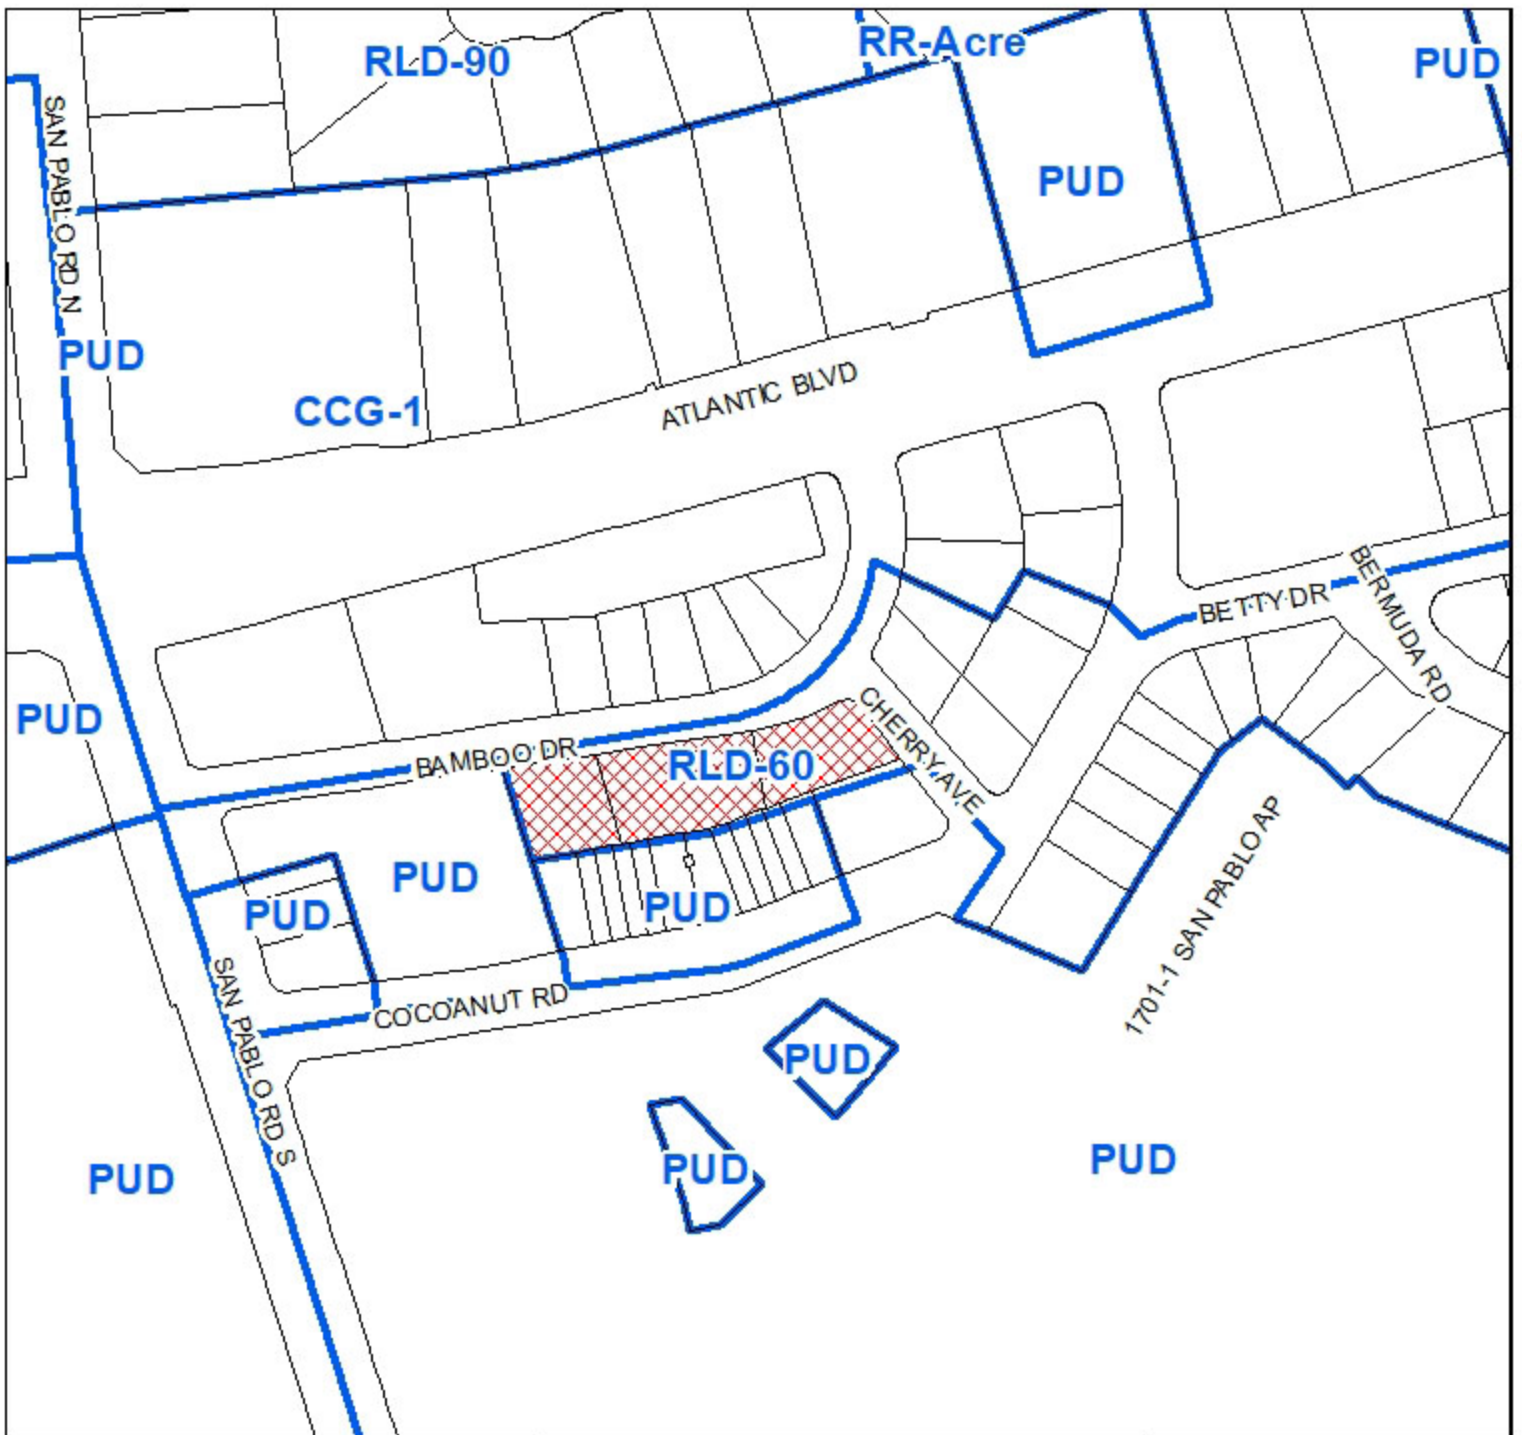 RR-Acre
RLD-90
PUD
SAN PABLO RD N
PUD
PUD
CCG-1
ATLANTIC BLVD
BERMUDA RD
BETTY DR
PUD
CHERRY AVE
BAMBOO DR
RLD-60
PUD
PUD
PUD
1701-1 SAN PABLO AP
SAN PABLO RD S
COCOANUT RD
PUD
PUD
PUD
PUD